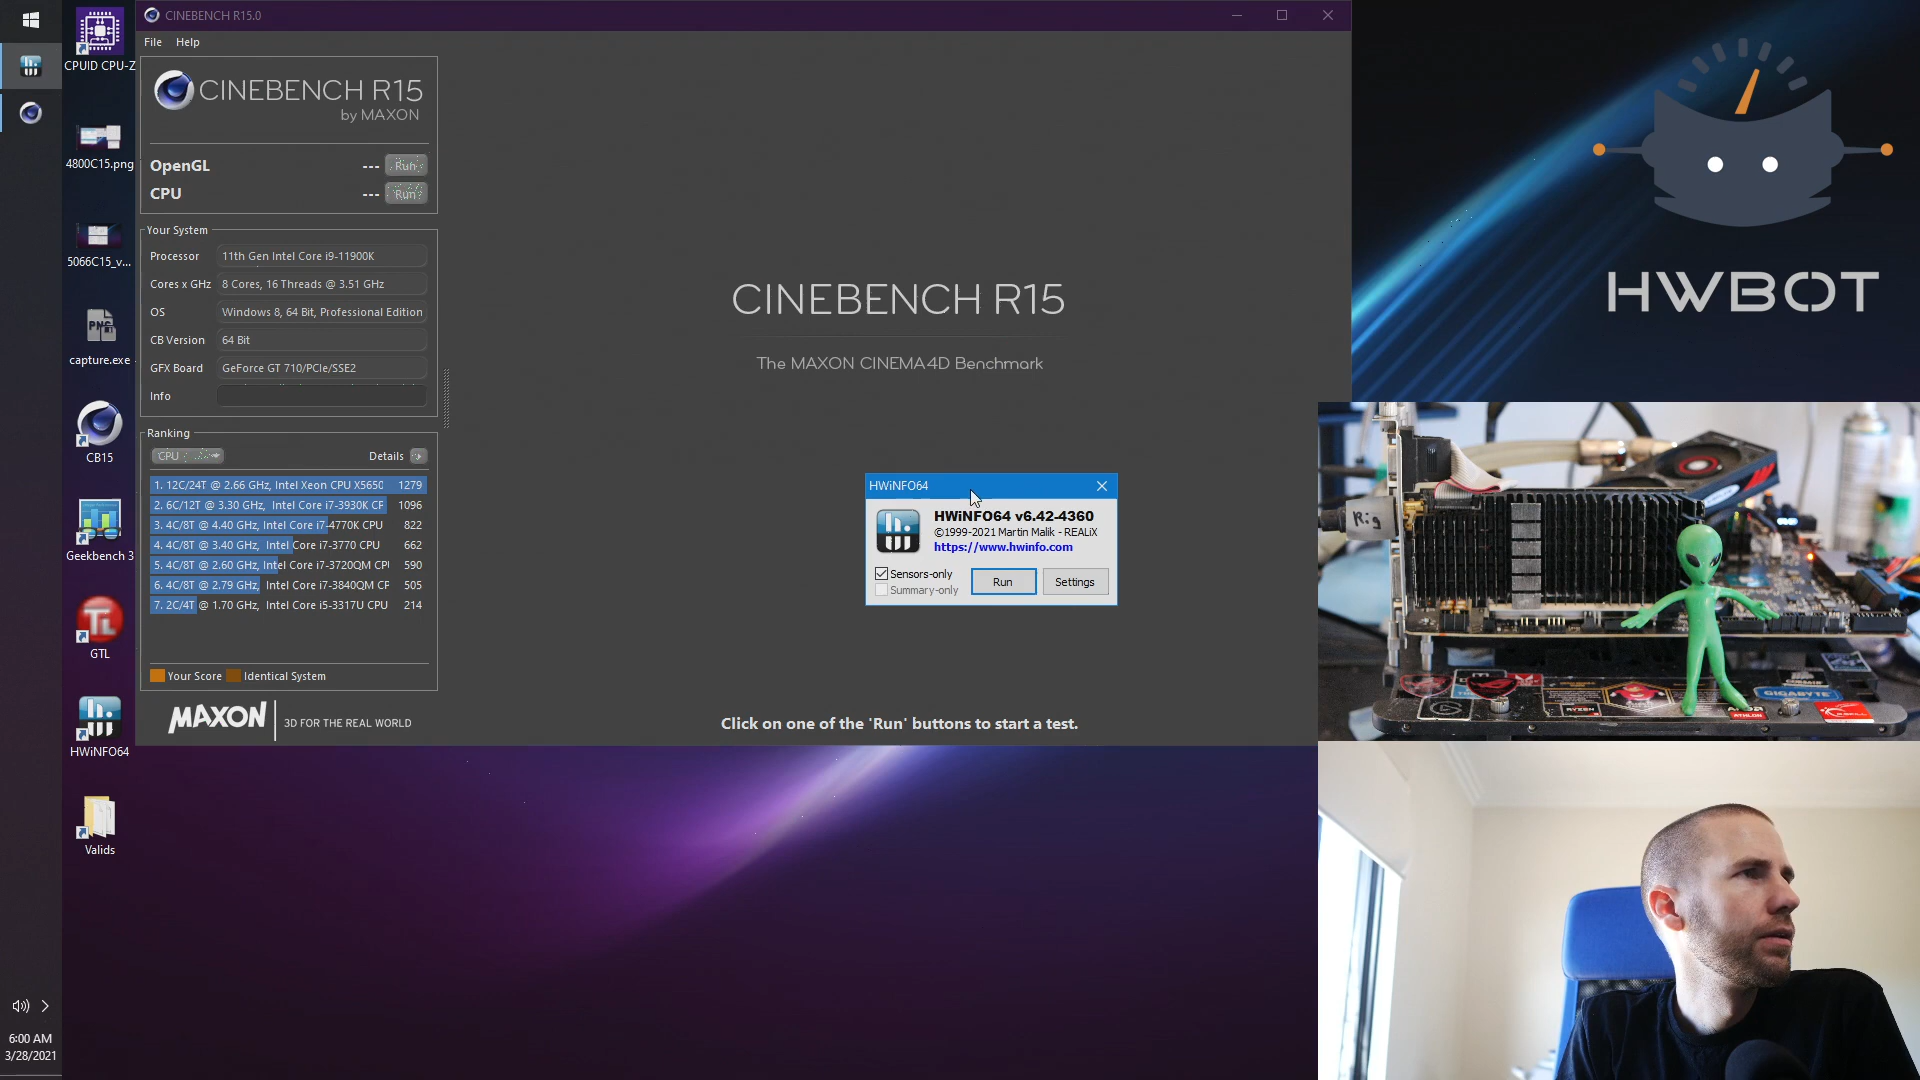 CINEBENCH R15.0
File Help
CPUID CPU-Z
4800C15.png
5066C15_v...
capture.exe
CB15
Geekbench 3
GTL
HWiNFO64
Valids
6:00 AM
3/28/2021
CINEBENCH R15
by MAXON
OpenGL --- Run
CPU --- Run
Your System
Processor 11th Gen Intel Core i9-11900K
Cores x GHz 8 Cores, 16 Threads @ 3.51 GHz
OS Windows 8, 64 Bit, Professional Edition
CB Version 64 Bit
GFX Board GeForce GT 710/PCIe/SSE2
Info
Ranking
CPU Details
1. 12C/24T @ 2.66 GHz, Intel Xeon CPU X5650 1279
2. 6C/12T @ 3.30 GHz, Intel Core i7-3930K CP 1096
3. 4C/8T @ 4.40 GHz, Intel Core i7-4770K CPU 822
4. 4C/8T @ 3.40 GHz, Intel Core i7-3770 CPU 662
5. 4C/8T @ 2.60 GHz, Intel Core i7-3720QM CPU 590
6. 4C/8T @ 2.79 GHz, Intel Core i7-3840QM CP 505
7. 2C/4T @ 1.70 GHz, Intel Core i5-3317U CPU 214
Your Score Identical System
MAXON 3D FOR THE REAL WORLD
CINEBENCH R15
The MAXON CINEMA4D Benchmark
HWiNFO64
HWiNFO64 v6.42-4360
©1999-2021 Martin Malik - REALiX
https://www.hwinfo.com
Sensors-only
Summary-only
Run
Settings
Click on one of the 'Run' buttons to start a test.
HWBOT
Rig
RYZEN
AMD
ATHLON
GIGABYTE